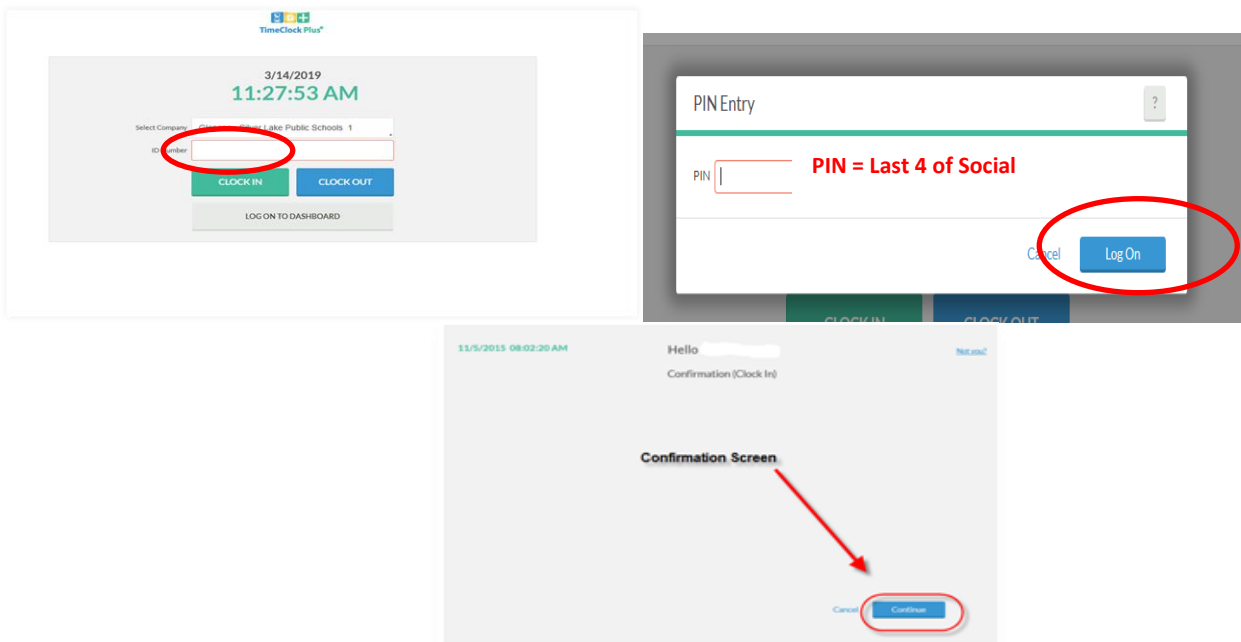 TimeClock Plus
3/14/2019
11:27:53 AM
Select Company Silver Lake Public Schools 1
ID Number
CLOCK IN CLOCK OUT
LOG ON TO DASHBOARD
PIN Entry ?
PIN PIN = Last 4 of Social
Cancel Log On
CLOCK IN CLOCK OUT
11/5/2015 08:02:20 AM Hello Not you?
Confirmation (Clock In)
Confirmation Screen
Cancel Continue